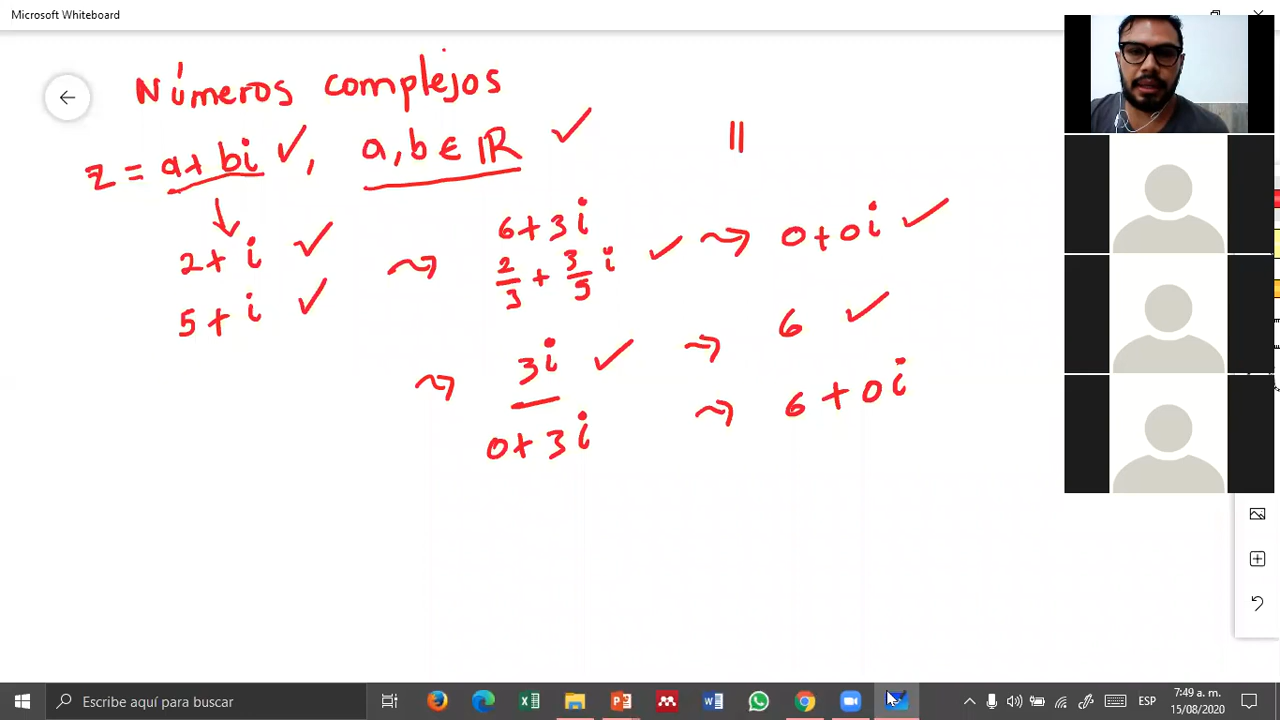 Microsoft Whiteboard
Números complejos
z = a+bi ✓, a,b ∈ ℝ ✓
2+i ✓
5+i ✓
⇝ 6+3i
2/3 + 3/5 i ✓
⇝ 0+0i ✓
⇝ 3i ✓
0+3i
⇝ 6 ✓
⇝ 6+0i
||
Escribe aquí para buscar
ESP
7:49 a. m.
15/08/2020